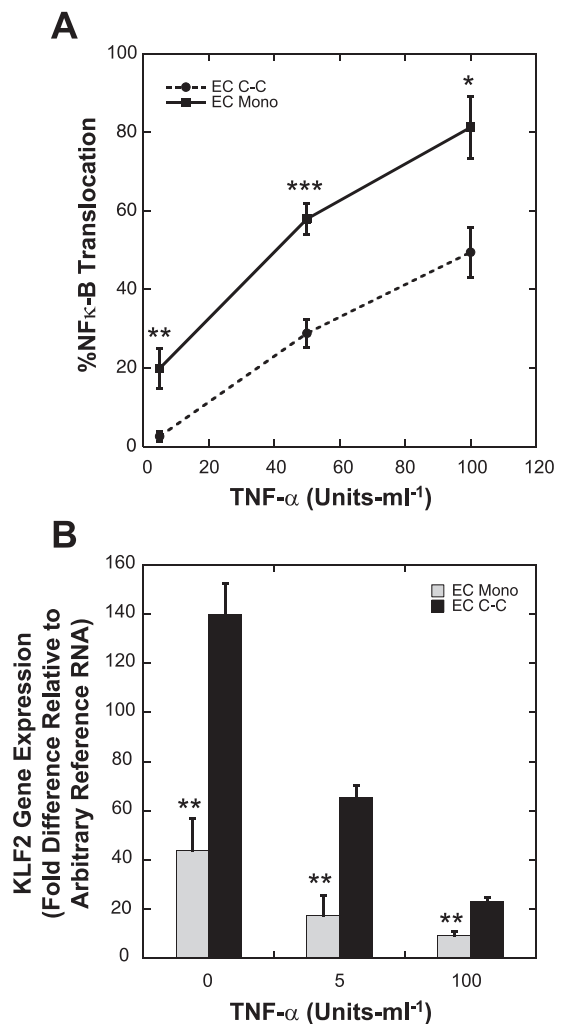 A
100
80
60
40
20
0
%NFκ-B Translocation
EC C-C
EC Mono
**
***
*
0 20 40 60 80 100 120
TNF-α (Units-ml-1)
B
160
140
120
100
80
60
40
20
0
KLF2 Gene Expression
(Fold Difference Relative to
Arbitrary Reference RNA)
EC Mono
EC C-C
**
**
**
0 5 100
TNF-α (Units-ml-1)